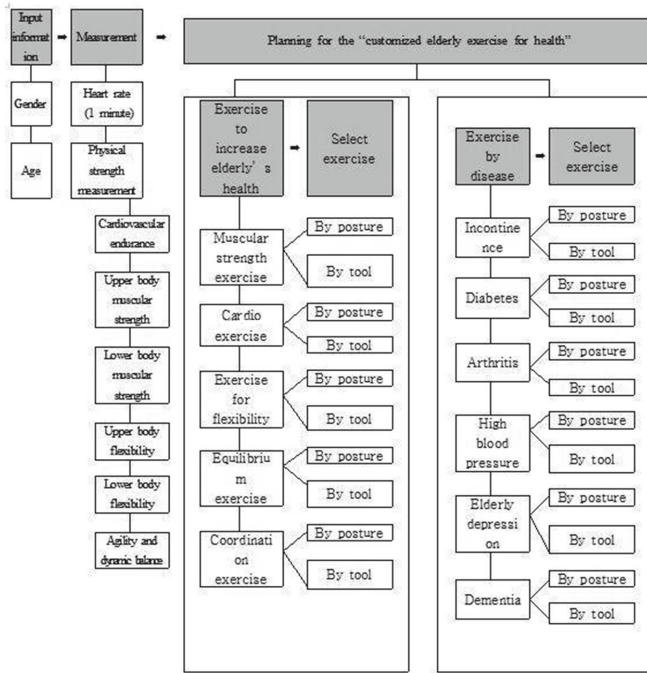 Input
information
Measurement
Planning for the "customized elderly exercise for health"
Gender
Age
Heart rate
(1 minute)
Physical
strength
measurement
Cardiovascular
endurance
Upper body
muscular
strength
Lower body
muscular
strength
Upper body
flexibility
Lower body
flexibility
Agility and
dynamic balance
Exercise
to
increase
elderly's
health
Select
exercise
Muscular
strength
exercise
By posture
By tool
Cardio
exercise
By posture
By tool
Exercise
for
flexibility
By posture
By tool
Equilibriu
m exercise
By posture
By tool
Coordinati
on
exercise
By posture
By tool
Exercise
by
disease
Select
exercise
Incontine
nce
By posture
By tool
Diabetes
By posture
By tool
Arthritis
By posture
By tool
High
blood
pressure
By posture
By tool
Elderly
depressi
on
By posture
By tool
Dementia
By posture
By tool